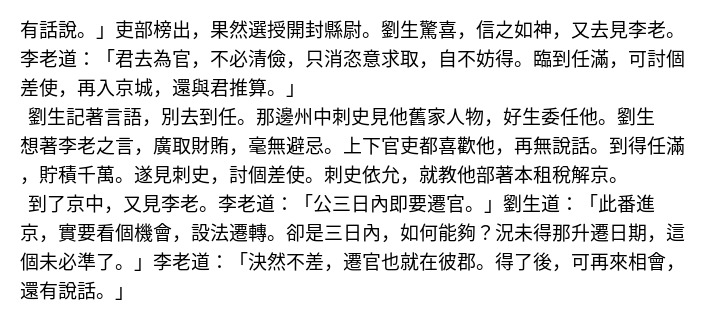 有話說。」吏部榜出，果然選授開封縣尉。劉生驚喜，信之如神，又去見李老。
李老道：「君去為官，不必清儉，只消恣意求取，自不妨得。臨到任滿，可討個
差使，再入京城，還與君推算。」
劉生記著言語，別去到任。那邊州中刺史見他舊家人物，好生委任他。劉生
想著李老之言，廣取財賄，毫無避忌。上下官吏都喜歡他，再無說話。到得任滿
，貯積千萬。遂見刺史，討個差使。刺史依允，就教他部著本租稅解京。
到了京中，又見李老。李老道：「公三日內即要遷官。」劉生道：「此番進
京，實要看個機會，設法遷轉。卻是三日內，如何能夠？況未得那升遷日期，這
個未必準了。」李老道：「決然不差，遷官也就在彼郡。得了後，可再來相會，
還有說話。」